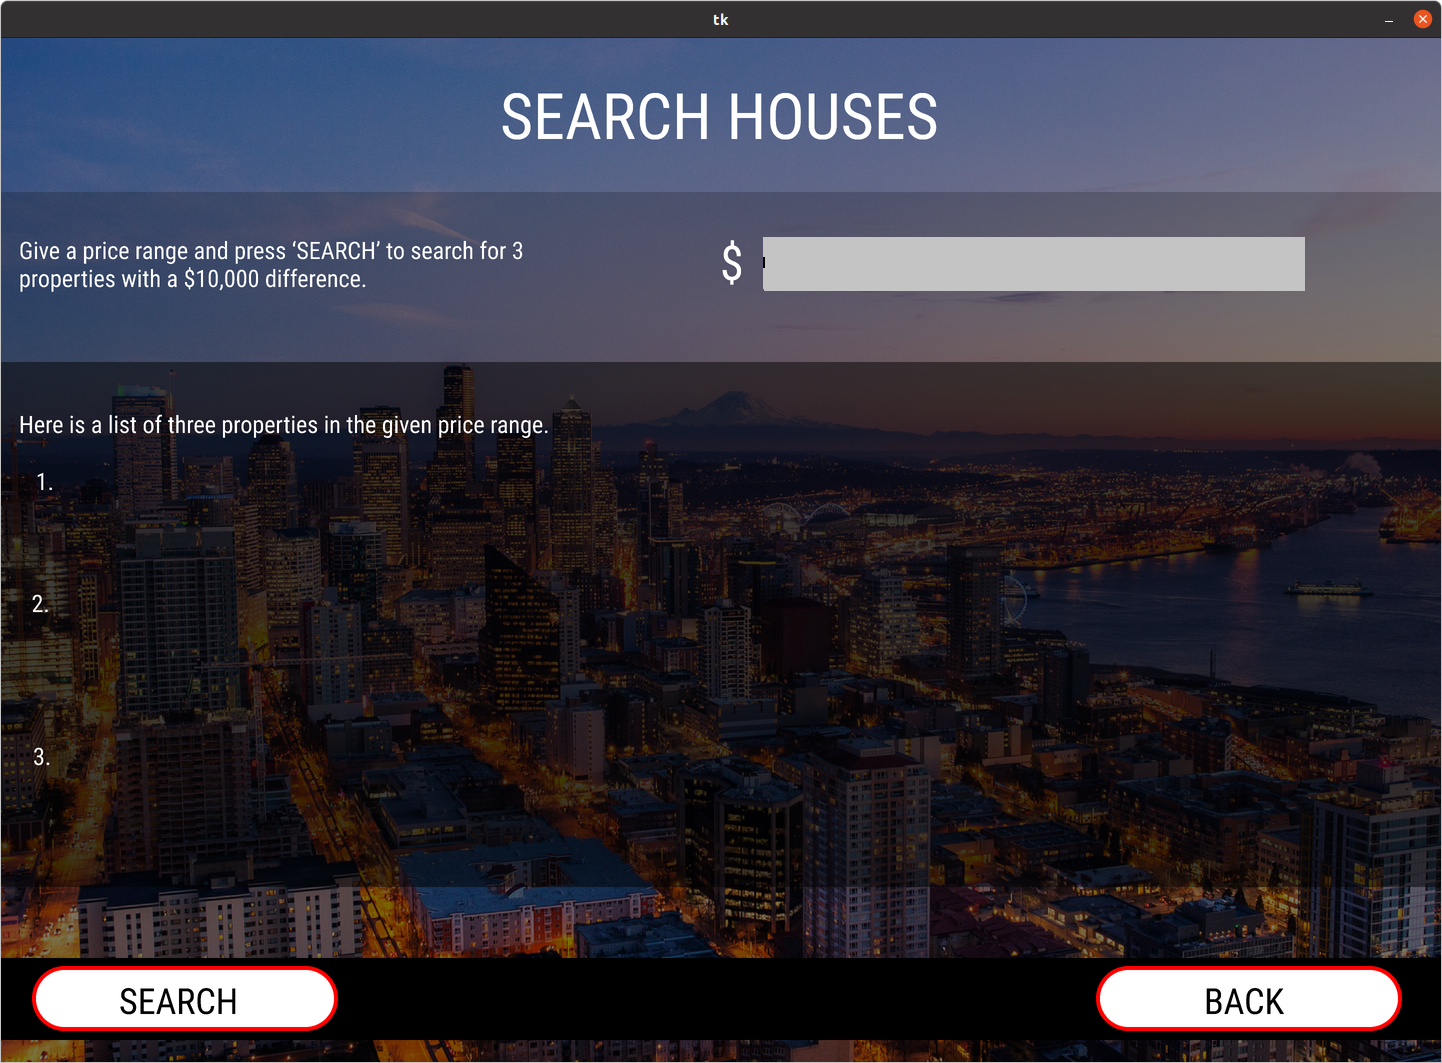 tk
SEARCH HOUSES
Give a price range and press ‘SEARCH’ to search for 3
properties with a $10,000 difference.
$
Here is a list of three properties in the given price range.
1.
2.
3.
SEARCH
BACK